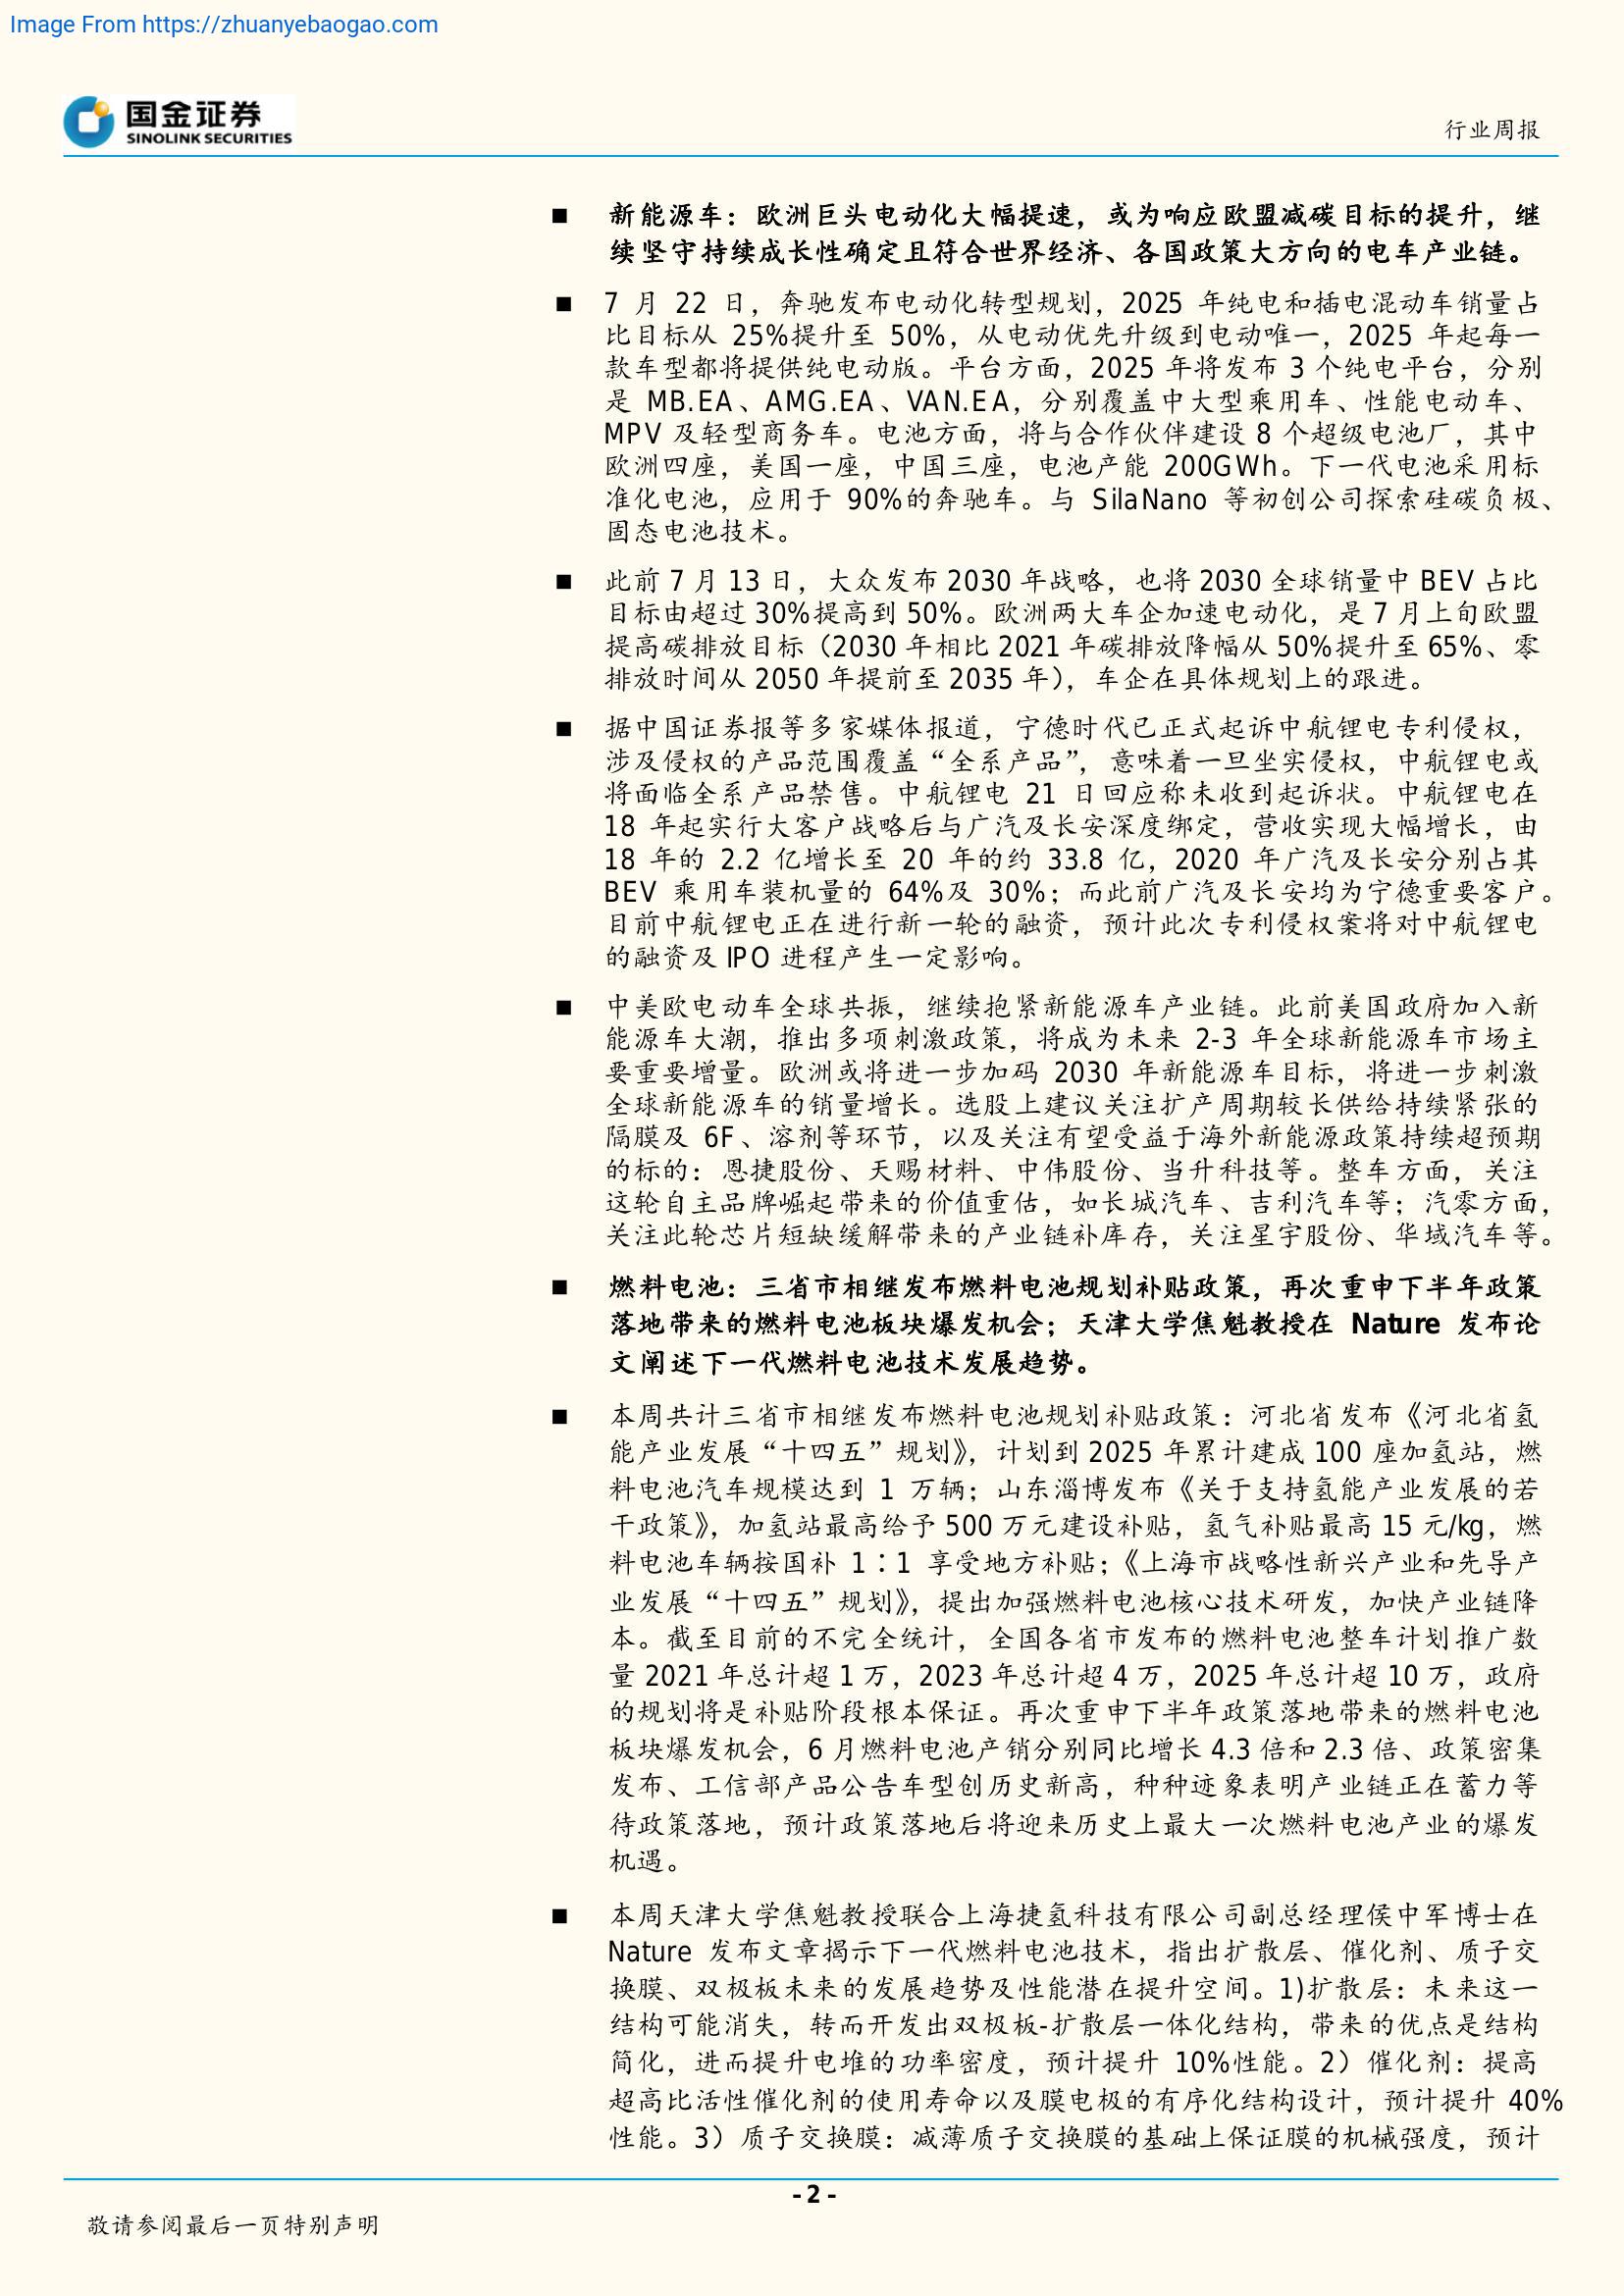 Image From https://zhuanyebaogao.com
国金证券
SINOLINK SECURITIES
行业周报
■ 新能源车：欧洲巨头电动化大幅提速，或为响应欧盟减碳目标的提升，继
续坚守持续成长性确定且符合世界经济、各国政策大方向的电车产业链。
■ 7 月 22 日，奔驰发布电动化转型规划，2025 年纯电和插电混动车销量占
比目标从 25%提升至 50%，从电动优先升级到电动唯一，2025 年起每一
款车型都将提供纯电动版。平台方面，2025 年将发布 3 个纯电平台，分别
是 MB.EA、AMG.EA、VAN.EA，分别覆盖中大型乘用车、性能电动车、
MPV 及轻型商务车。电池方面，将与合作伙伴建设 8 个超级电池厂，其中
欧洲四座，美国一座，中国三座，电池产能 200GWh。下一代电池采用标
准化电池，应用于 90%的奔驰车。与 SilaNano 等初创公司探索硅碳负极、
固态电池技术。
■ 此前 7 月 13 日，大众发布 2030 年战略，也将 2030 全球销量中 BEV 占比
目标由超过 30%提高到 50%。欧洲两大车企加速电动化，是 7 月上旬欧盟
提高碳排放目标（2030 年相比 2021 年碳排放降幅从 50%提升至 65%、零
排放时间从 2050 年提前至 2035 年），车企在具体规划上的跟进。
■ 据中国证券报等多家媒体报道，宁德时代已正式起诉中航锂电专利侵权，
涉及侵权的产品范围覆盖“全系产品”，意味着一旦坐实侵权，中航锂电或
将面临全系产品禁售。中航锂电 21 日回应称未收到起诉状。中航锂电在
18 年起实行大客户战略后与广汽及长安深度绑定，营收实现大幅增长，由
18 年的 2.2 亿增长至 20 年的约 33.8 亿，2020 年广汽及长安分别占其
BEV 乘用车装机量的 64%及 30%；而此前广汽及长安均为宁德重要客户。
目前中航锂电正在进行新一轮的融资，预计此次专利侵权案将对中航锂电
的融资及 IPO 进程产生一定影响。
■ 中美欧电动车全球共振，继续抱紧新能源车产业链。此前美国政府加入新
能源车大潮，推出多项刺激政策，将成为未来 2-3 年全球新能源车市场主
要重要增量。欧洲或将进一步加码 2030 年新能源车目标，将进一步刺激
全球新能源车的销量增长。选股上建议关注扩产周期较长供给持续紧张的
隔膜及 6F、溶剂等环节，以及关注有望受益于海外新能源政策持续超预期
的标的：恩捷股份、天赐材料、中伟股份、当升科技等。整车方面，关注
这轮自主品牌崛起带来的价值重估，如长城汽车、吉利汽车等；汽零方面，
关注此轮芯片短缺缓解带来的产业链补库存，关注星宇股份、华域汽车等。
■ 燃料电池：三省市相继发布燃料电池规划补贴政策，再次重申下半年政策
落地带来的燃料电池板块爆发机会；天津大学焦魁教授在 Nature 发布论
文阐述下一代燃料电池技术发展趋势。
■ 本周共计三省市相继发布燃料电池规划补贴政策：河北省发布《河北省氢
能产业发展“十四五”规划》，计划到 2025 年累计建成 100 座加氢站，燃
料电池汽车规模达到 1 万辆；山东淄博发布《关于支持氢能产业发展的若
干政策》，加氢站最高给予 500 万元建设补贴，氢气补贴最高 15 元/kg，燃
料电池车辆按国补 1∶1 享受地方补贴；《上海市战略性新兴产业和先导产
业发展“十四五”规划》，提出加强燃料电池核心技术研发，加快产业链降
本。截至目前的不完全统计，全国各省市发布的燃料电池整车计划推广数
量 2021 年总计超 1 万，2023 年总计超 4 万，2025 年总计超 10 万，政府
的规划将是补贴阶段根本保证。再次重申下半年政策落地带来的燃料电池
板块爆发机会，6 月燃料电池产销分别同比增长 4.3 倍和 2.3 倍、政策密集
发布、工信部产品公告车型创历史新高，种种迹象表明产业链正在蓄力等
待政策落地，预计政策落地后将迎来历史上最大一次燃料电池产业的爆发
机遇。
■ 本周天津大学焦魁教授联合上海捷氢科技有限公司副总经理侯中军博士在
Nature 发布文章揭示下一代燃料电池技术，指出扩散层、催化剂、质子交
换膜、双极板未来的发展趋势及性能潜在提升空间。1)扩散层：未来这一
结构可能消失，转而开发出双极板-扩散层一体化结构，带来的优点是结构
简化，进而提升电堆的功率密度，预计提升 10%性能。2）催化剂：提高
超高比活性催化剂的使用寿命以及膜电极的有序化结构设计，预计提升 40%
性能。3）质子交换膜：减薄质子交换膜的基础上保证膜的机械强度，预计
- 2 -
敬请参阅最后一页特别声明